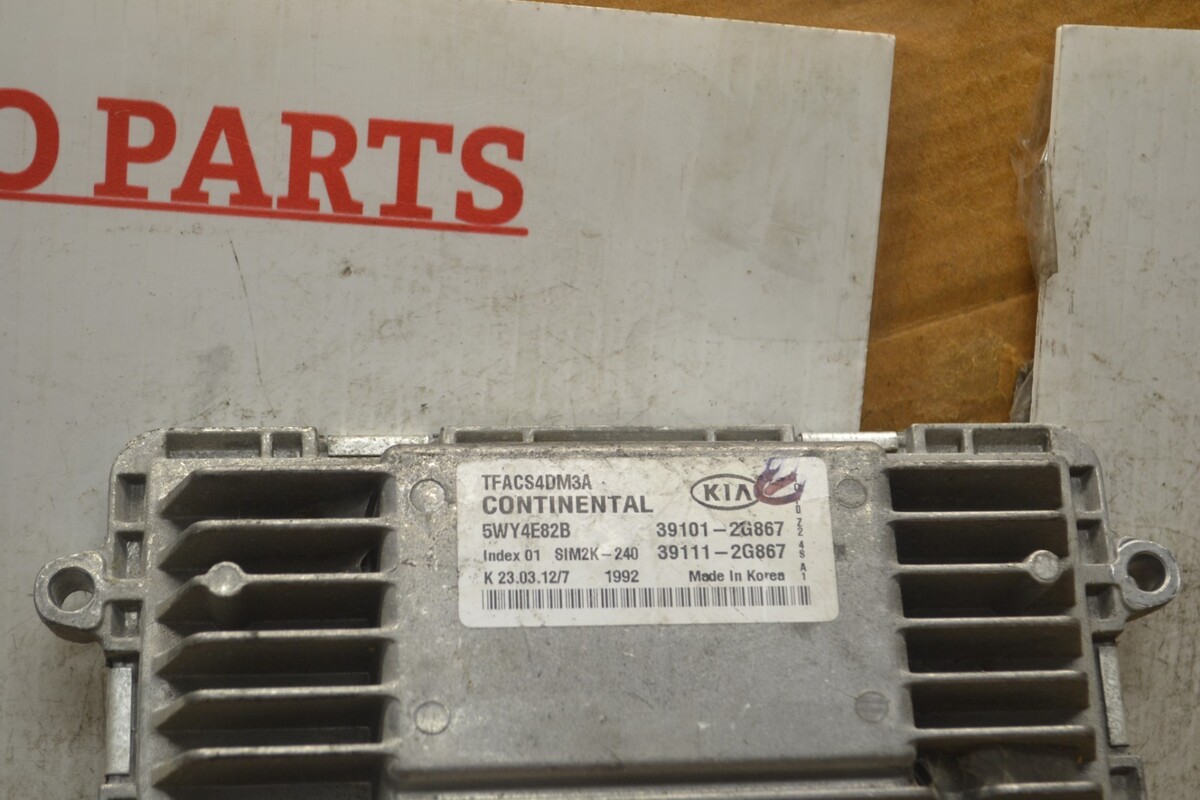 O PARTS
TFACS4DM3A
CONTINENTAL
KIA
5WY4E82B 39101-2G867
Index 01 SIM2K-240 39111-2G867
K 23.03.12/7 1992 Made In Korea